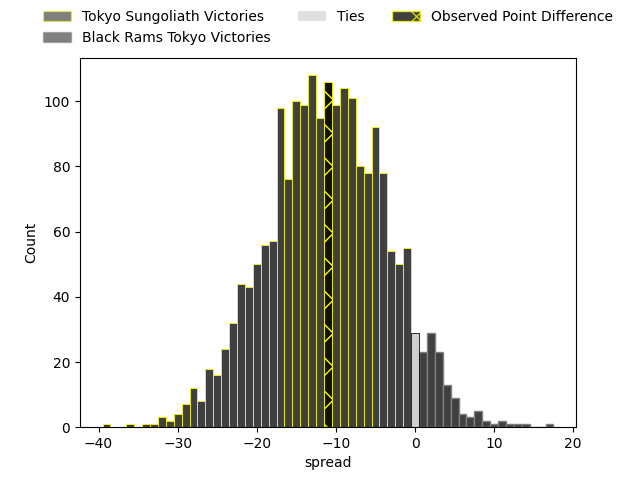 Tokyo Sungoliath Victories
Ties
Observed Point Difference
Black Rams Tokyo Victories
100
80
60
40
20
0
Count
−40
−30
−20
−10
0
10
20
spread